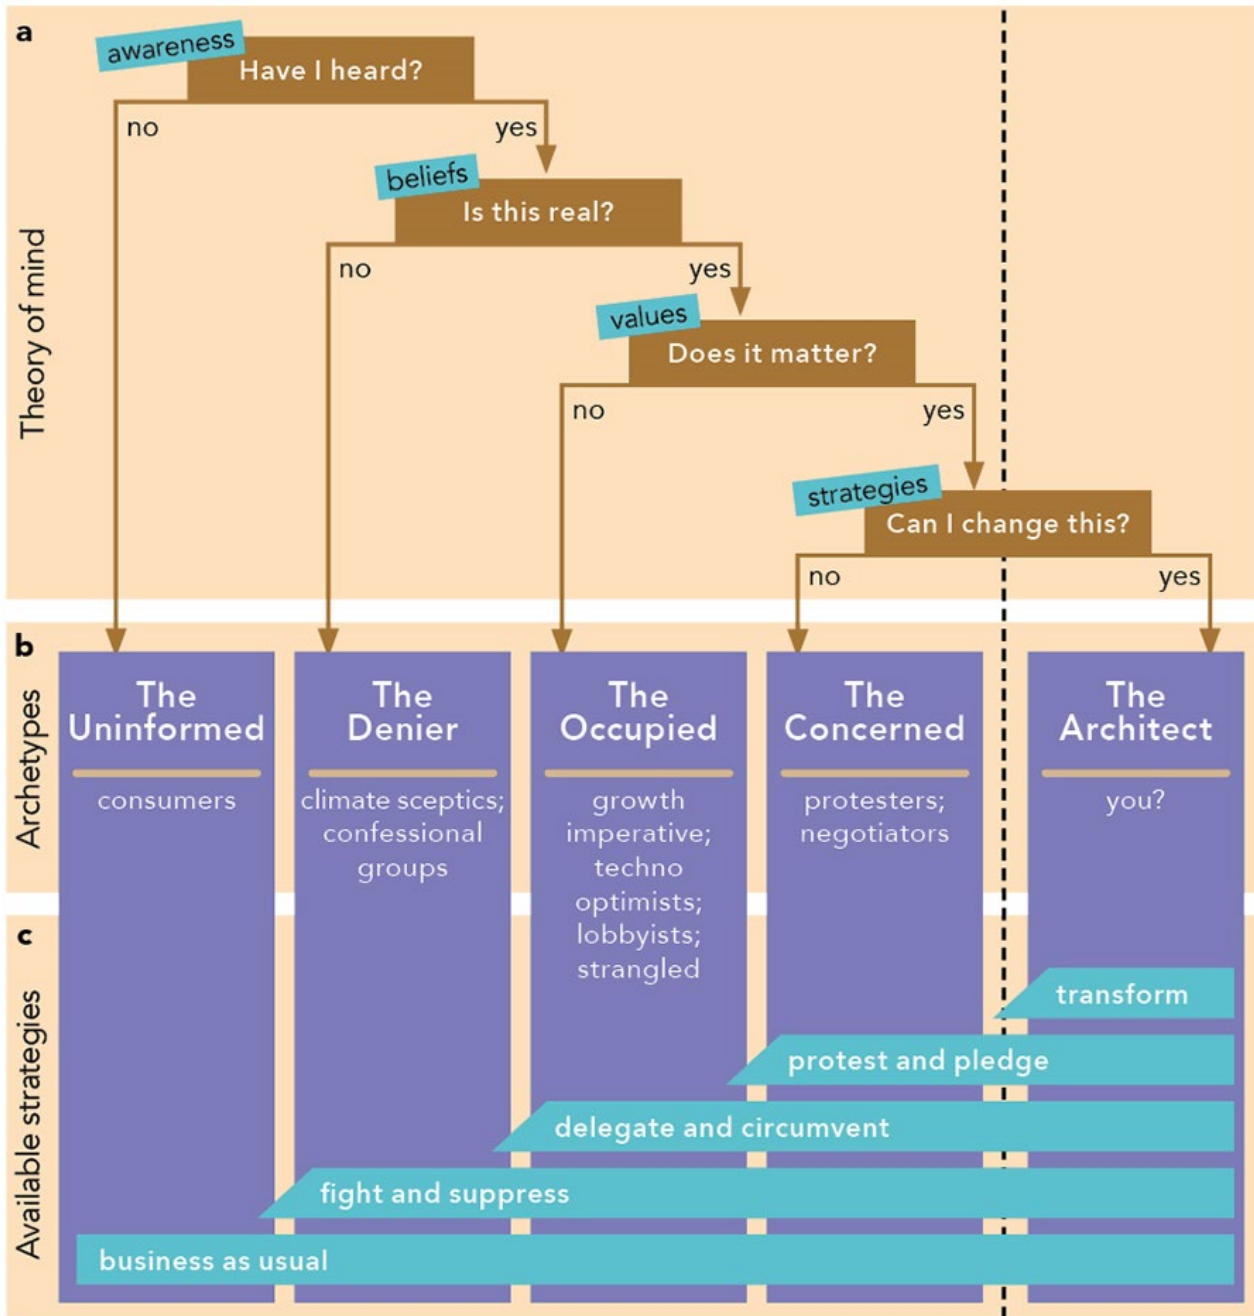 a
Theory of mind
awareness
Have I heard?
no
yes
beliefs
Is this real?
no
yes
values
Does it matter?
no
yes
strategies
Can I change this?
no
yes
b
Archetypes
The
Uninformed
consumers
The
Denier
climate sceptics;
confessional
groups
The
Occupied
growth
imperative;
techno
optimists;
lobbyists;
strangled
The
Concerned
protesters;
negotiators
The
Architect
you?
c
Available strategies
transform
protest and pledge
delegate and circumvent
fight and suppress
business as usual